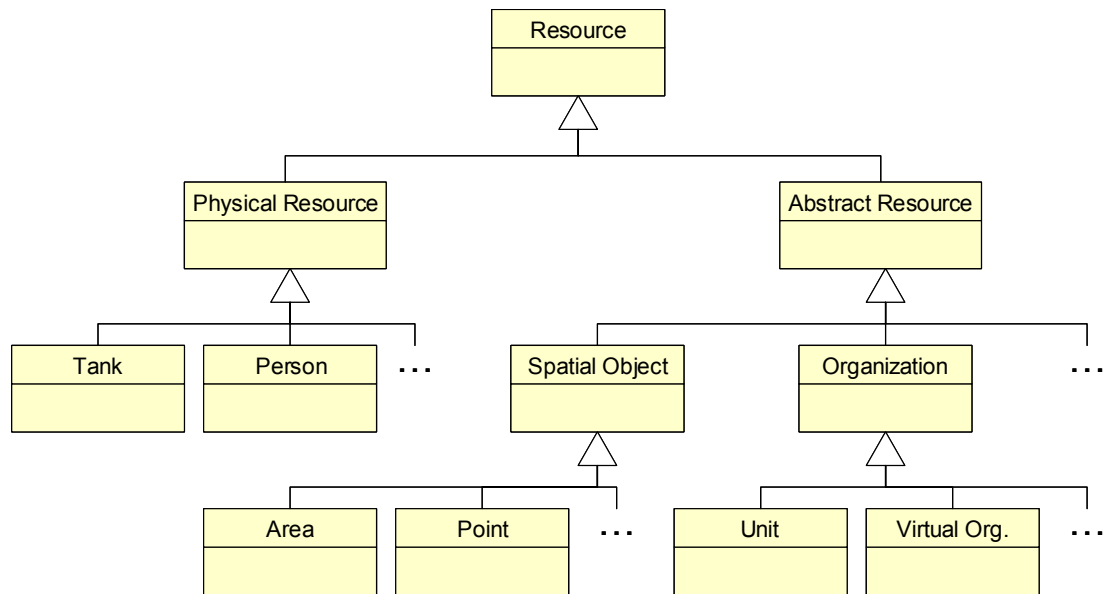 Resource
Physical Resource
Abstract Resource
Tank
Person
...
Spatial Object
Organization
...
Area
Point
...
Unit
Virtual Org.
...